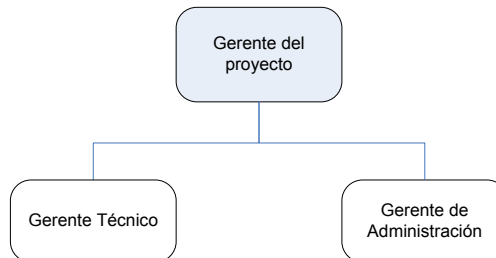 Gerente del
proyecto
Gerente Técnico
Gerente de
Administración